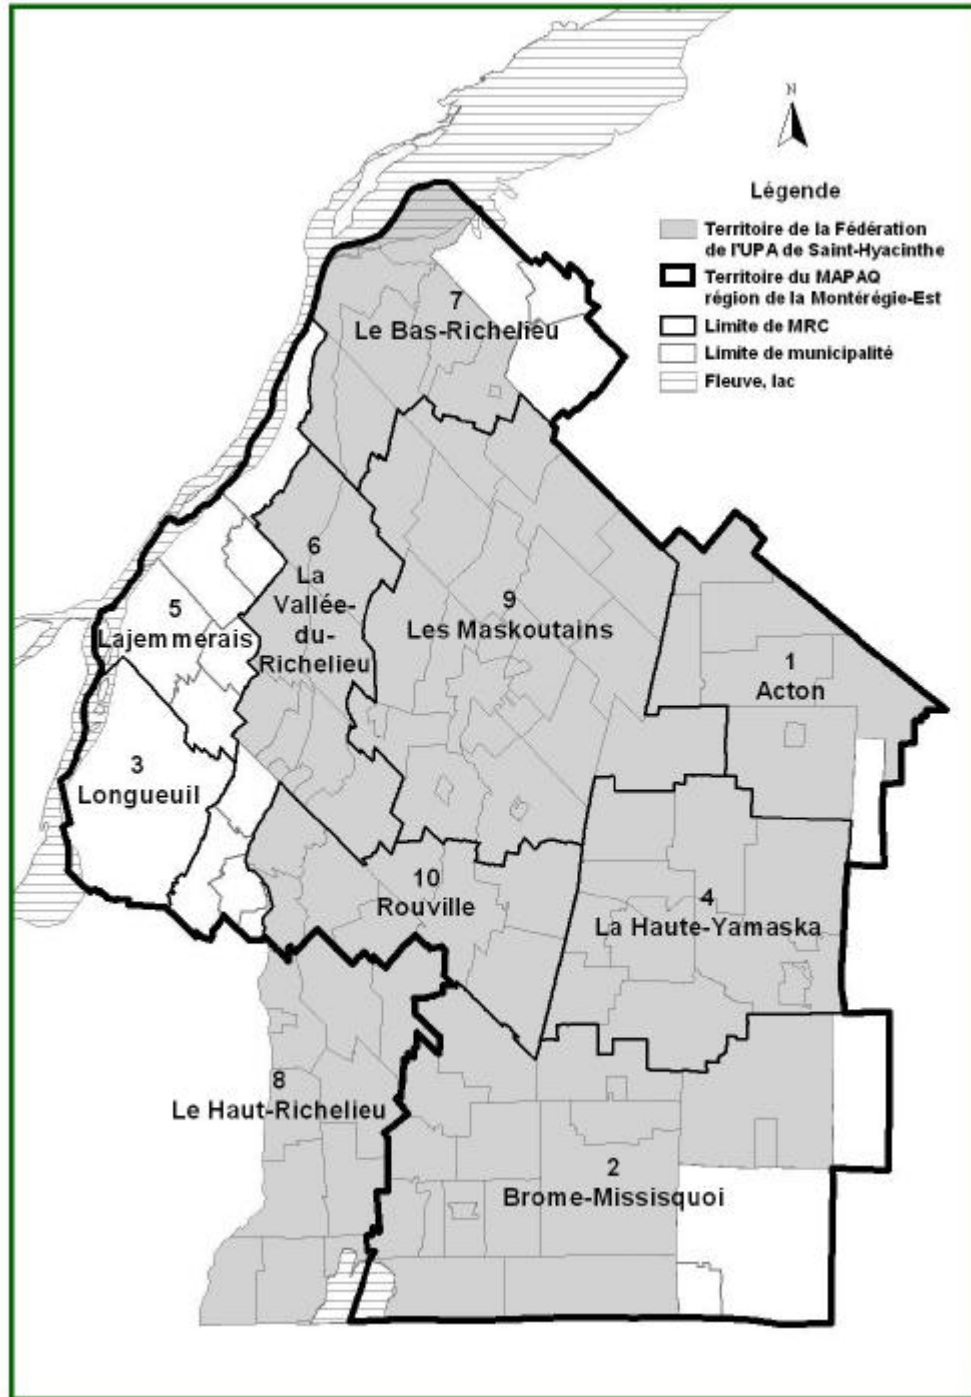 N
Légende
Territoire de la Fédération
de l'UPA de Saint-Hyacinthe
Territoire du MAPAQ
région de la Montérégie-Est
Limite de MRC
Limite de municipalité
Fleuve, lac
7
Le Bas-Richelieu
6
La
Vallée-
du-
Richelieu
5
Lajemmerais
9
Les Maskoutains
1
Acton
3
Longueuil
10
Rouville
4
La Haute-Yamaska
8
Le Haut-Richelieu
2
Brome-Missisquoi